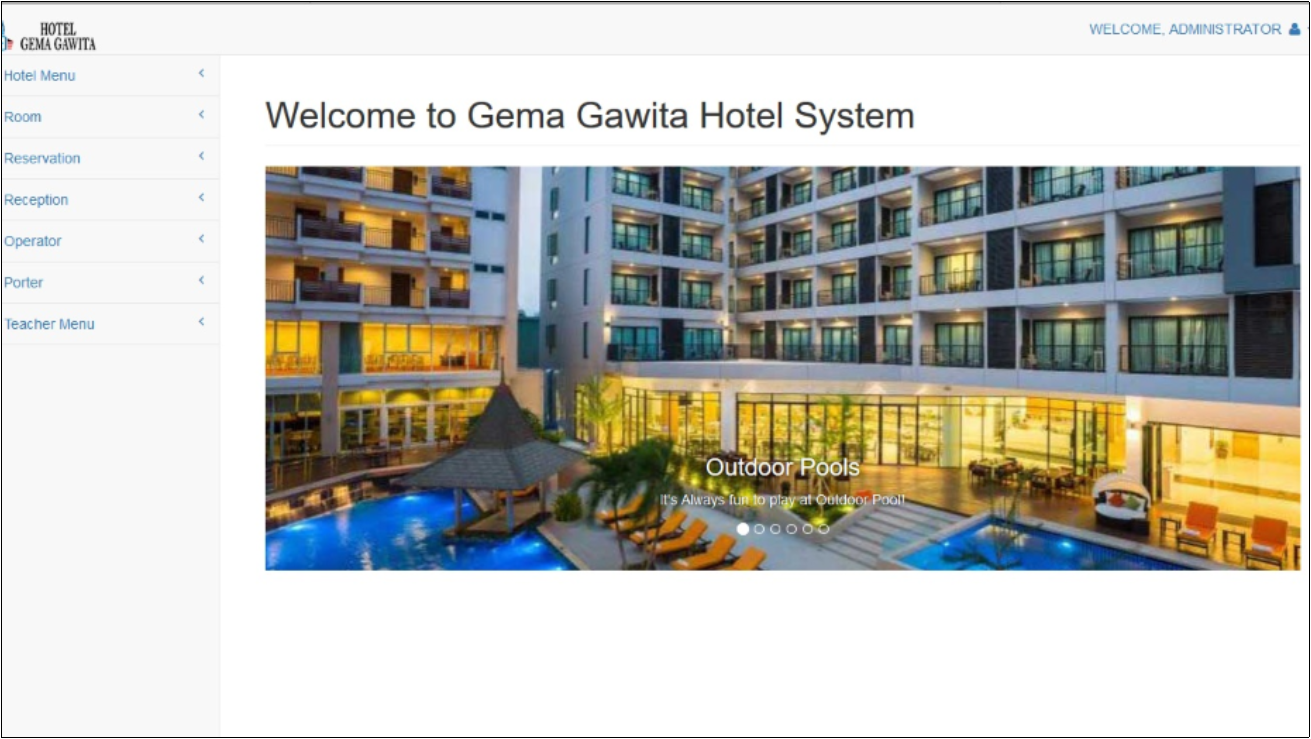 HOTEL
GEMA GAWITA
WELCOME, ADMINISTRATOR
Hotel Menu
Room
Reservation
Reception
Operator
Porter
Teacher Menu
Welcome to Gema Gawita Hotel System
Outdoor Pools
It's Always fun to play at Outdoor Pool!